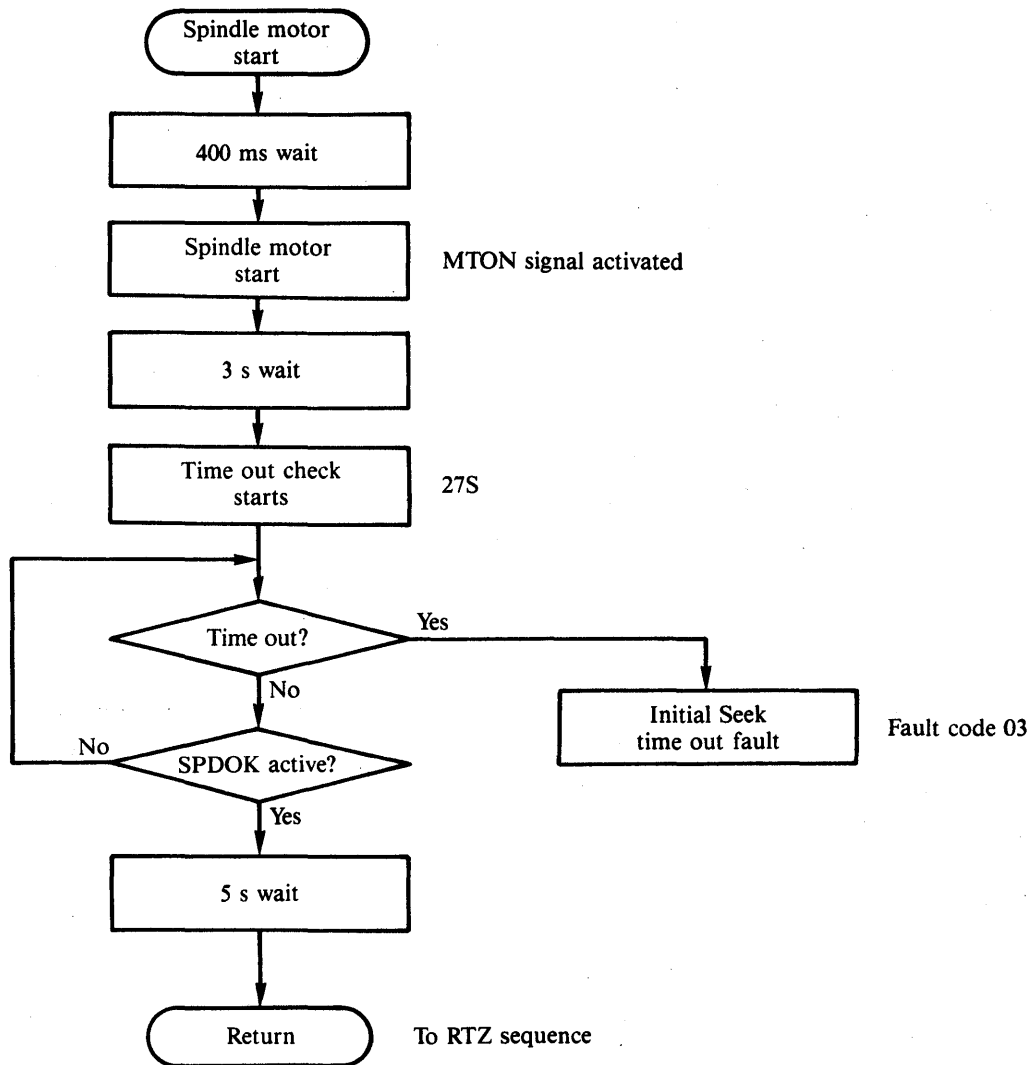 Spindle motor
start
400 ms wait
Spindle motor
start
MTON signal activated
3 s wait
Time out check
starts
27S
Time out?
Yes
No
Initial Seek
time out fault
Fault code 03
No
SPDOK active?
Yes
5 s wait
Return
To RTZ sequence